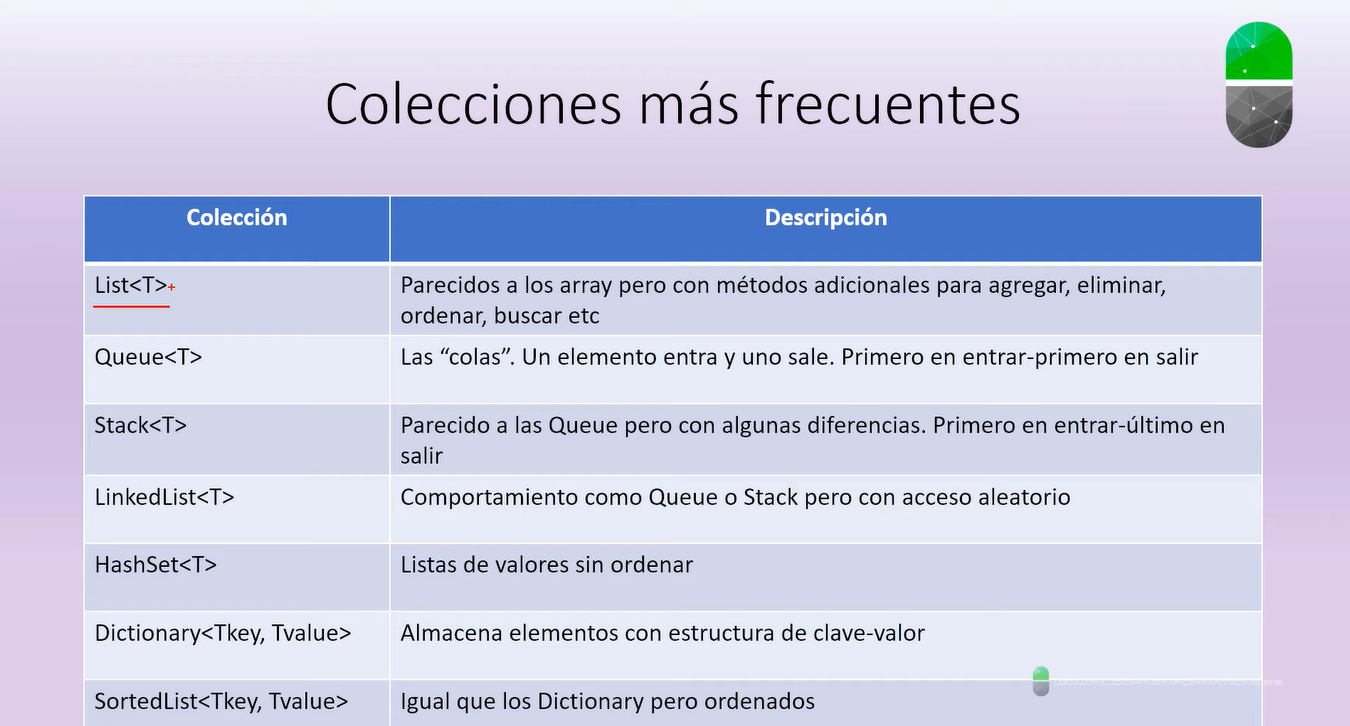 Colecciones más frecuentes
Colección
Descripción
List<T>
Parecidos a los array pero con métodos adicionales para agregar, eliminar,
ordenar, buscar etc
Queue<T>
Las “colas”. Un elemento entra y uno sale. Primero en entrar-primero en salir
Stack<T>
Parecido a las Queue pero con algunas diferencias. Primero en entrar-último en
salir
LinkedList<T>
Comportamiento como Queue o Stack pero con acceso aleatorio
HashSet<T>
Listas de valores sin ordenar
Dictionary<Tkey, Tvalue>
Almacena elementos con estructura de clave-valor
SortedList<Tkey, Tvalue>
Igual que los Dictionary pero ordenados